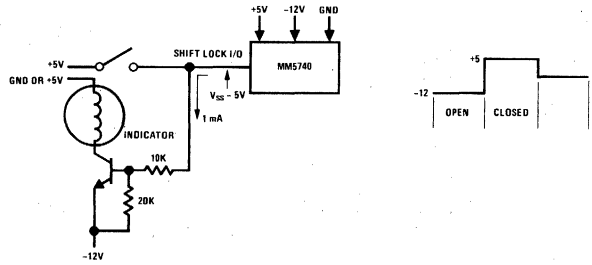 +5V -12V GND
+5V
SHIFT LOCK I/O
MM5740
GND OR +5V
V_SS - 5V
1 mA
INDICATOR
10K
20K
-12V
+5
-12
OPEN CLOSED